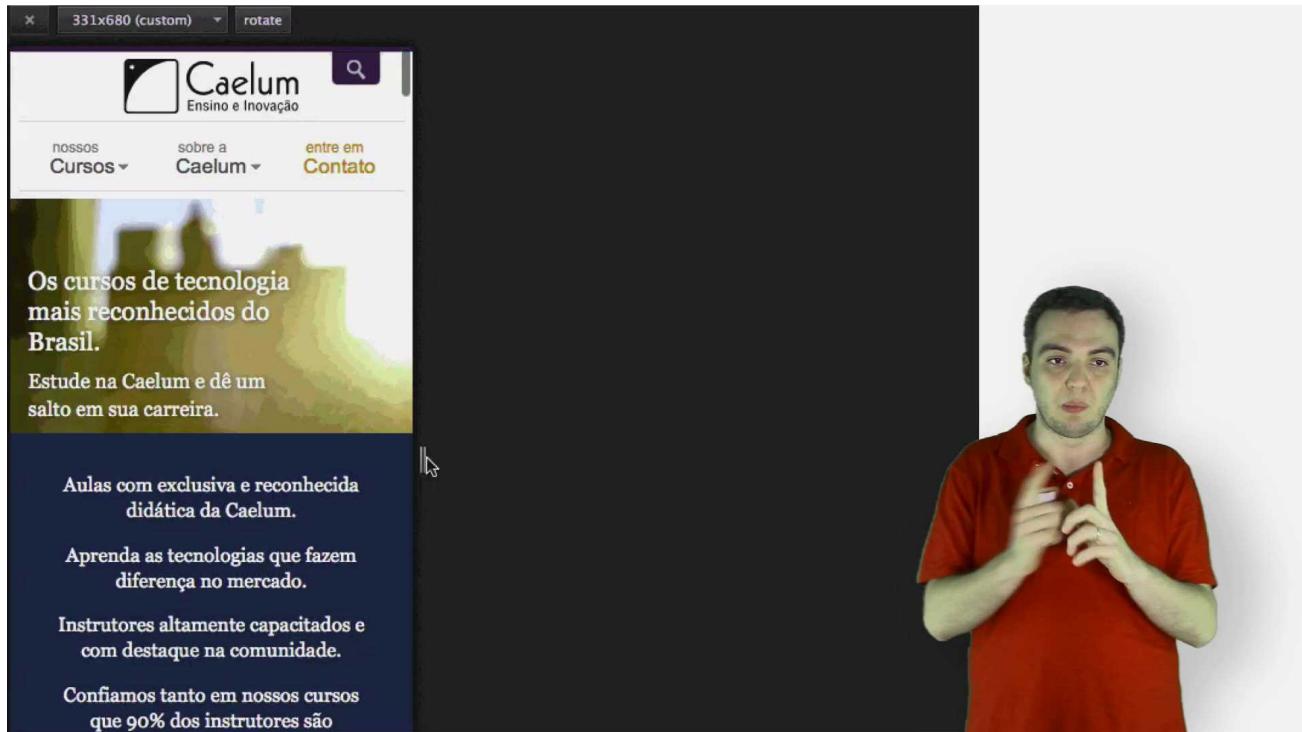 × 331x680 (custom) rotate
Caelum
Ensino e Inovação
nossos sobre a entre em
Cursos Caelum Contato
Os cursos de tecnologia
mais reconhecidos do
Brasil.
Estude na Caelum e dê um
salto em sua carreira.
Aulas com exclusiva e reconhecida
didática da Caelum.
Aprenda as tecnologias que fazem
diferença no mercado.
Instrutores altamente capacitados e
com destaque na comunidade.
Confiamos tanto em nossos cursos
que 90% dos instrutores são